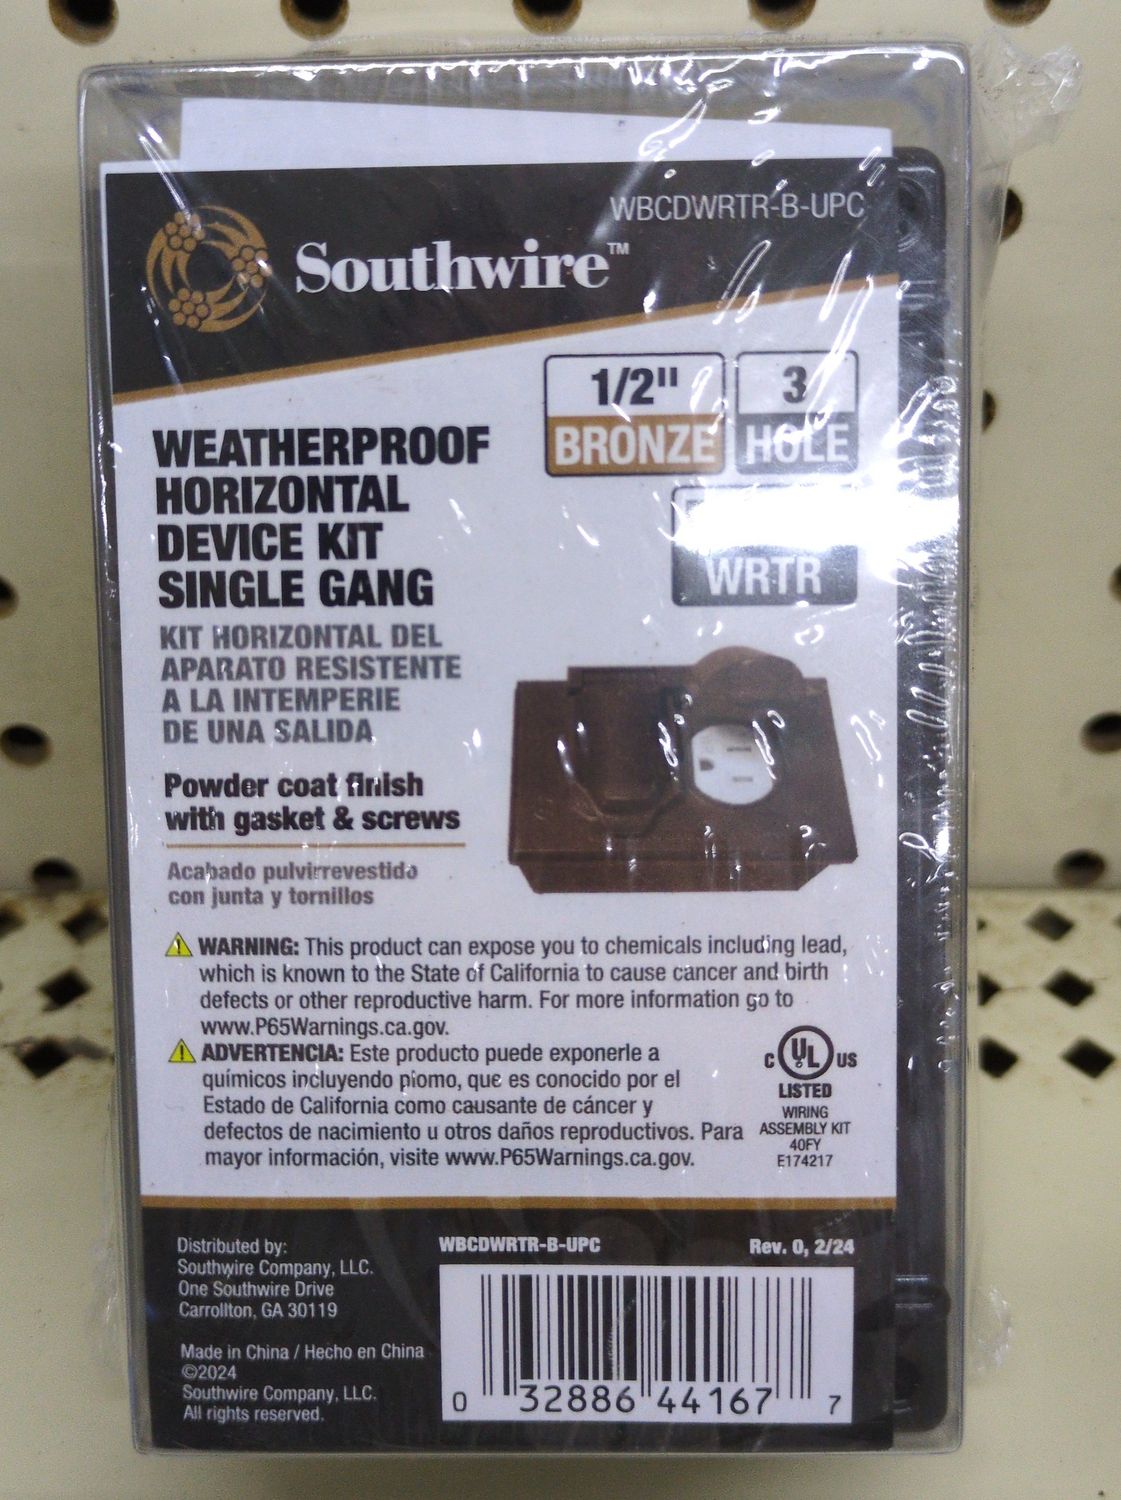 WBCDWRTR-B-UPC
Southwire™
1/2"
BRONZE
3
HOLE
WRTR
WEATHERPROOF
HORIZONTAL
DEVICE KIT
SINGLE GANG
KIT HORIZONTAL DEL
APARATO RESISTENTE
A LA INTEMPERIE
DE UNA SALIDA
Powder coat finish
with gasket & screws
Acabado pulvirrevestido
con junta y tornillos
WARNING: This product can expose you to chemicals including lead,
which is known to the State of California to cause cancer and birth
defects or other reproductive harm. For more information go to
www.P65Warnings.ca.gov.
ADVERTENCIA: Este producto puede exponerle a
químicos incluyendo plomo, que es conocido por el
Estado de California como causante de cáncer y
defectos de nacimiento u otros daños reproductivos. Para
mayor información, visite www.P65Warnings.ca.gov.
C UL US
LISTED
WIRING
ASSEMBLY KIT
40FY
E174217
Distributed by:
Southwire Company, LLC.
One Southwire Drive
Carrollton, GA 30119
Made in China / Hecho en China
©2024
Southwire Company, LLC.
All rights reserved.
WBCDWRTR-B-UPC
Rev. 0, 2/24
0 32886 44167 7